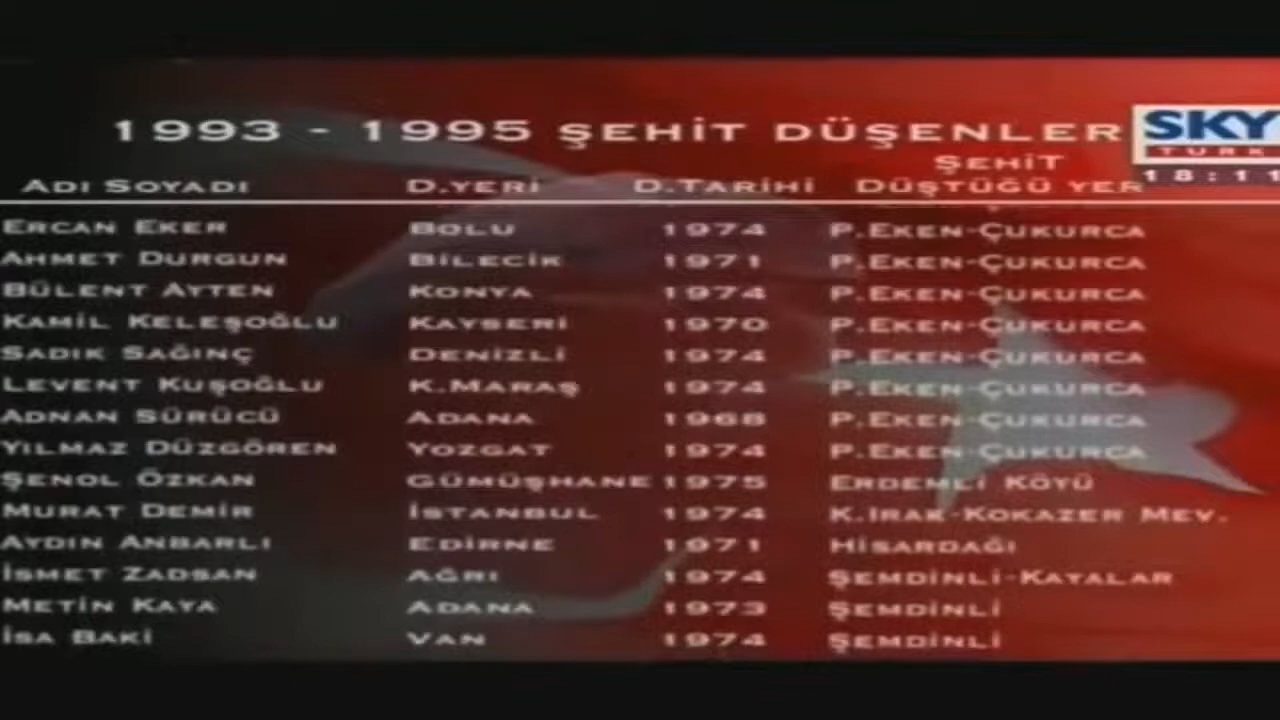 1993 - 1995 ŞEHİT DÜŞENLER
SKY
TURK
18:11
ADI SOYADI D.YERİ D.TARİHİ ŞEHİT DÜŞTÜĞÜ YER
ERCAN EKER BOLU 1974 P.EKEN-ÇUKURCA
AHMET DURGUN BİLECİK 1971 P.EKEN-ÇUKURCA
BÜLENT AYTEN KONYA 1974 P.EKEN-ÇUKURCA
KAMİL KELEŞOĞLU KAYSERİ 1970 P.EKEN-ÇUKURCA
SADIK SAĞINÇ DENİZLİ 1974 P.EKEN-ÇUKURCA
LEVENT KUŞOĞLU K.MARAŞ 1974 P.EKEN-ÇUKURCA
ADNAN SÜRÜCÜ ADANA 1968 P.EKEN-ÇUKURCA
YILMAZ DÜZGÖREN YOZGAT 1974 P.EKEN-ÇUKURCA
ŞENOL ÖZKAN GÜMÜŞHANE 1975 ERDEMLİ KÖYÜ
MURAT DEMİR İSTANBUL 1974 K.IRAK-KOKAZER MEV.
AYDIN ANBARLI EDİRNE 1971 HİSARDAĞI
İSMET ZADSAN AĞRI 1974 ŞEMDİNLİ-KATALAR
METİN KAYA ADANA 1973 ŞEMDİNLİ
İSA BAKİ VAN 1974 ŞEMDİNLİ